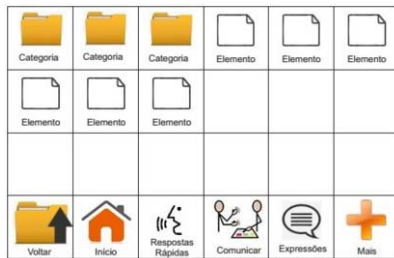 Categoria
Categoria
Categoria
Elemento
Elemento
Elemento
Elemento
Elemento
Elemento
Voltar
Início
Respostas
Rápidas
Comunicar
Expressões
Mais